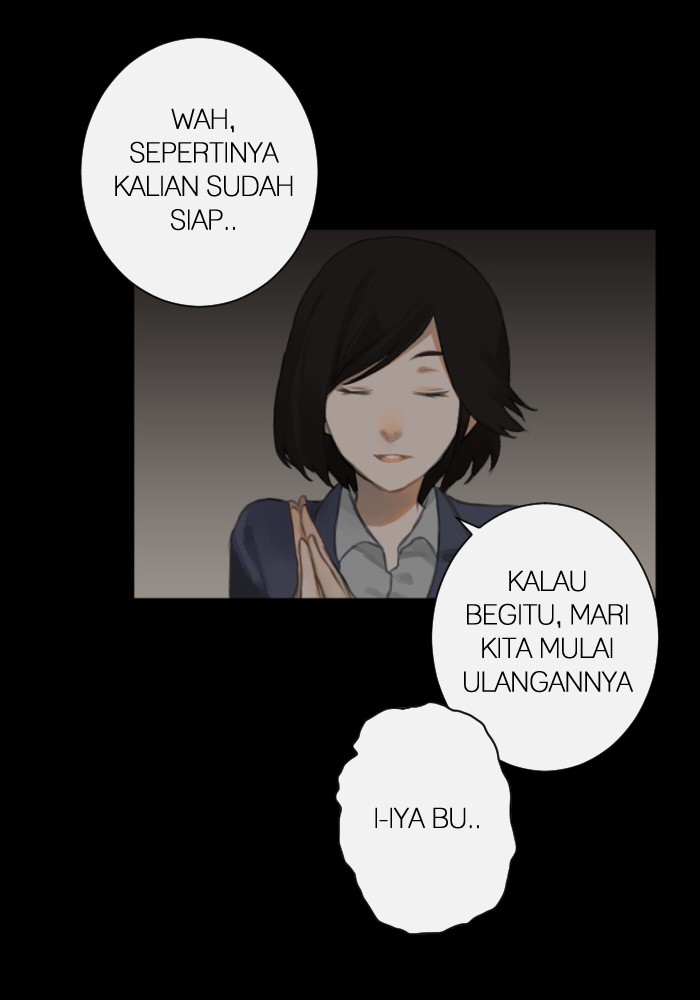 WAH,
SEPERTINYA
KALIAN SUDAH
SIAP..
KALAU
BEGITU, MARI
KITA MULAI
ULANGANNYA
I-IYA BU..